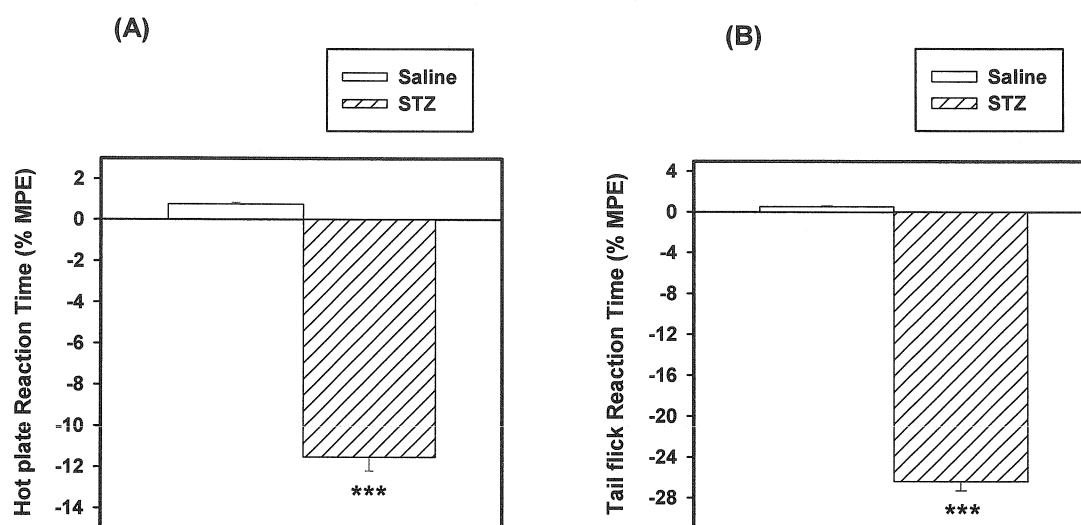 (A)
Saline
STZ
Hot plate Reaction Time (% MPE)
2
0
-2
-4
-6
-8
-10
-12
-14
***
(B)
Saline
STZ
Tail flick Reaction Time (% MPE)
4
0
-4
-8
-12
-16
-20
-24
-28
***